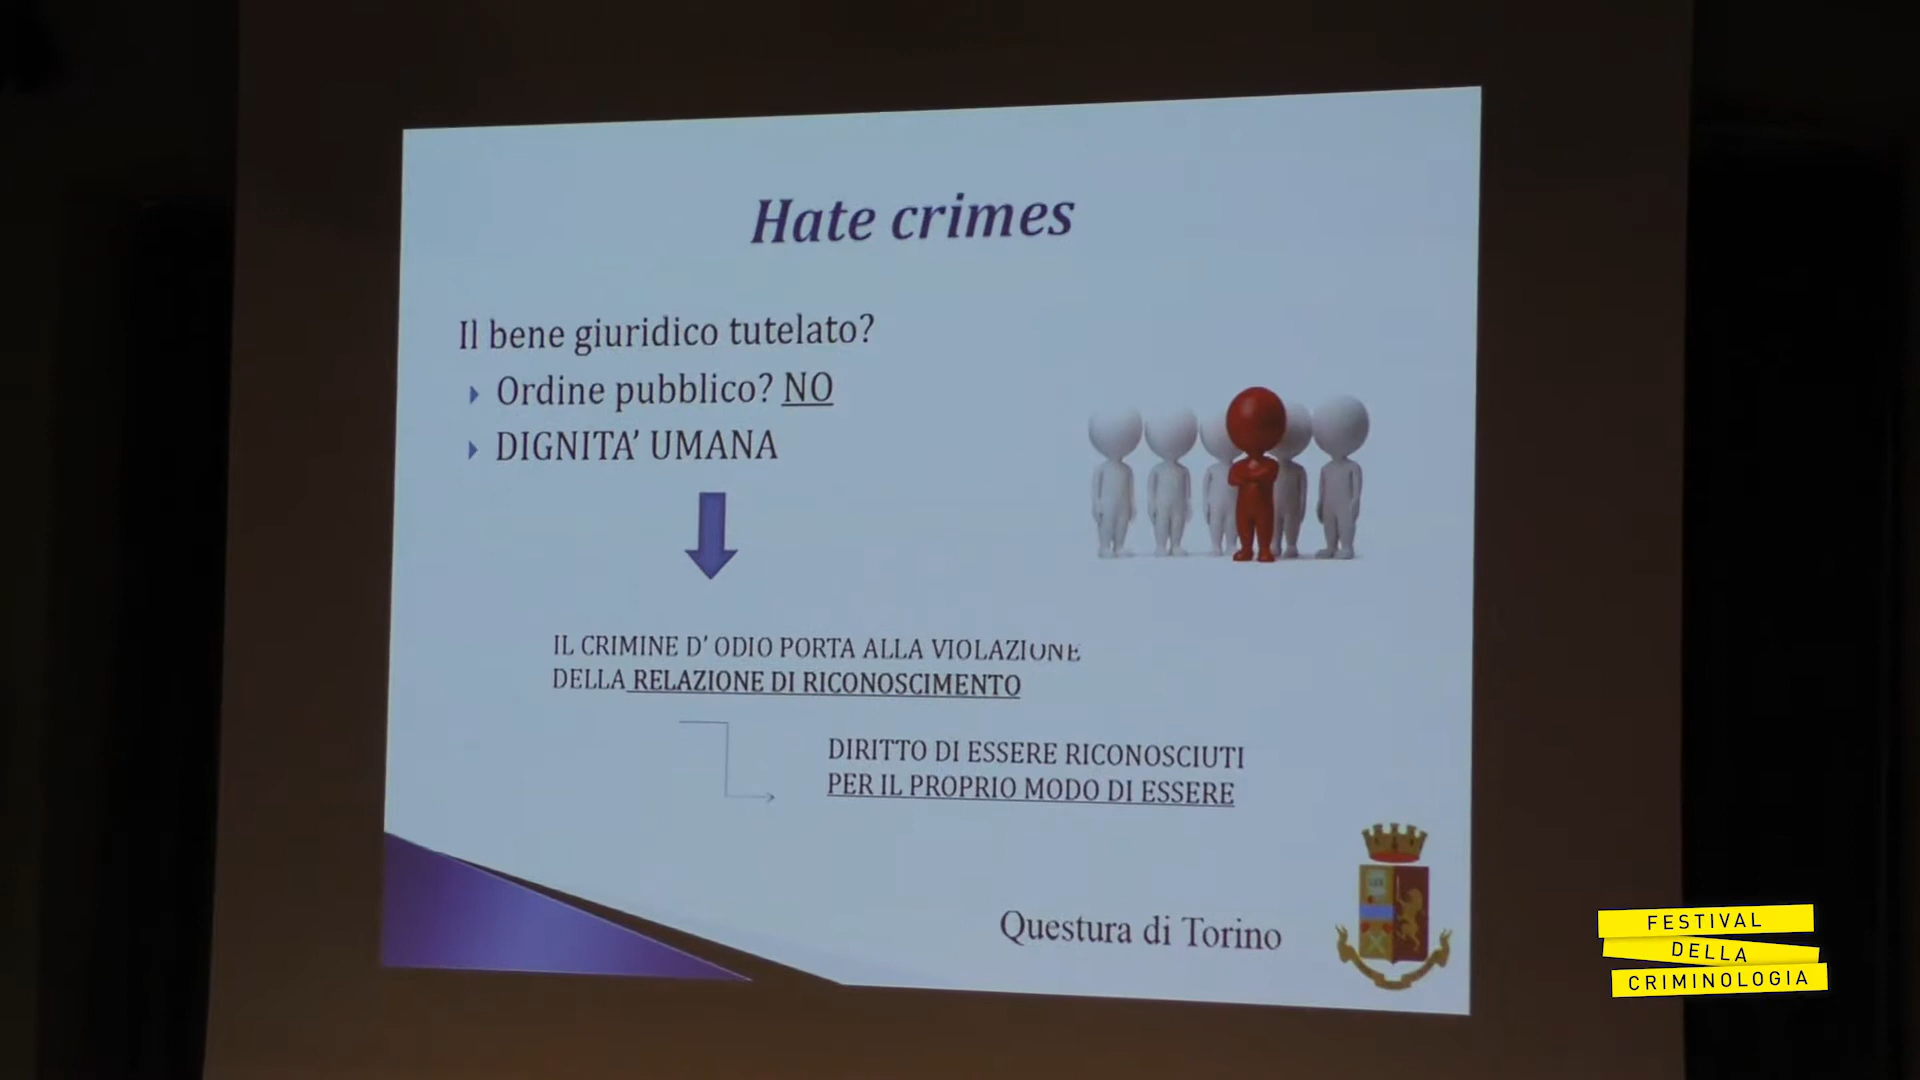 Hate crimes
Il bene giuridico tutelato?
Ordine pubblico? NO
DIGNITA' UMANA
IL CRIMINE D' ODIO PORTA ALLA VIOLAZIONE
DELLA RELAZIONE DI RICONOSCIMENTO
DIRITTO DI ESSERE RICONOSCIUTI
PER IL PROPRIO MODO DI ESSERE
Questura di Torino
FESTIVAL
DELLA
CRIMINOLOGIA